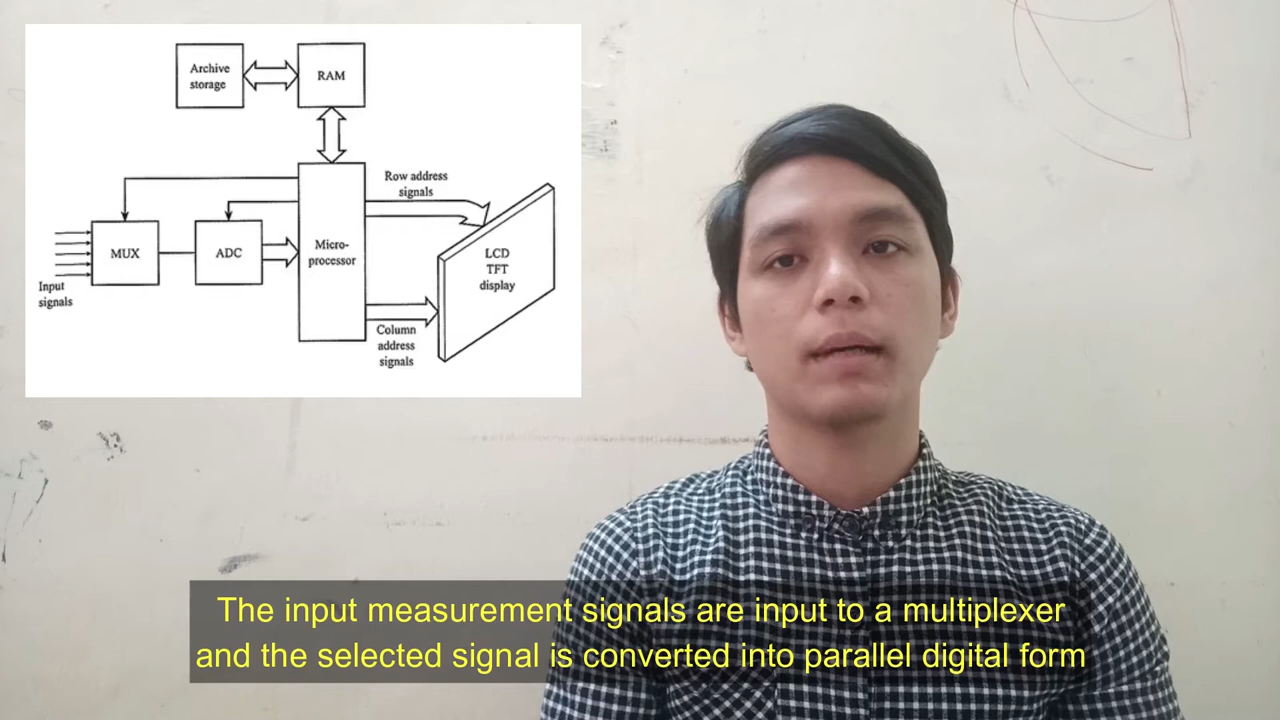 Archive
storage
RAM
Row address
signals
MUX
ADC
Micro-
processor
LCD
TFT
display
Input
signals
Column
address
signals
The input measurement signals are input to a multiplexer
and the selected signal is converted into parallel digital form